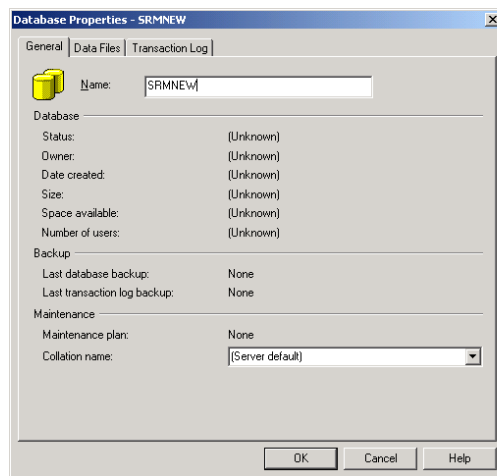 Database Properties - SRMNEW
General Data Files Transaction Log
Name: SRMNEW
Database
Status: (Unknown)
Owner: (Unknown)
Date created: (Unknown)
Size: (Unknown)
Space available: (Unknown)
Number of users: (Unknown)
Backup
Last database backup: None
Last transaction log backup: None
Maintenance
Maintenance plan: None
Collation name: (Server default)
OK Cancel Help